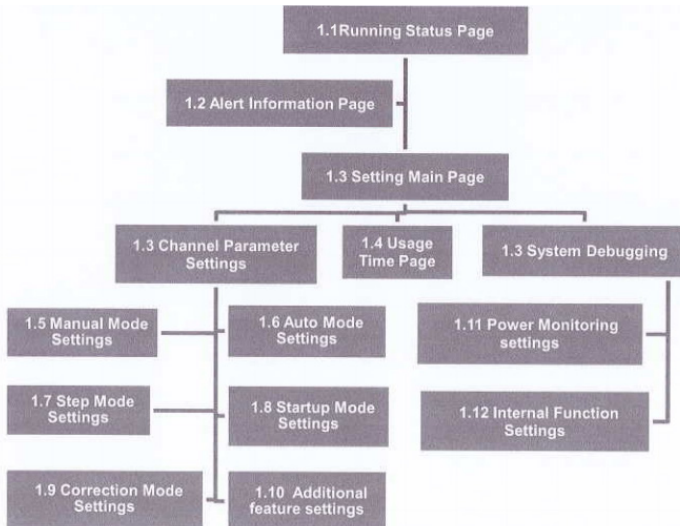 1.1Running Status Page
1.2 Alert Information Page
1.3 Setting Main Page
1.3 Channel Parameter
Settings
1.4 Usage
Time Page
1.3 System Debugging
1.5 Manual Mode
Settings
1.6 Auto Mode
Settings
1.11 Power Monitoring
settings
1.7 Step Mode
Settings
1.8 Startup Mode
Settings
1.12 Internal Function
Settings
1.9 Correction Mode
Settings
1.10 Additional
feature settings